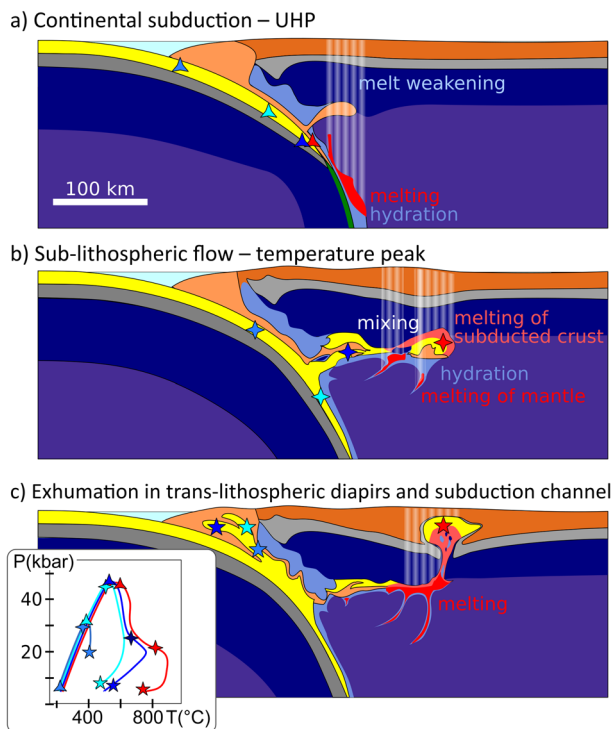 a) Continental subduction – UHP
melt weakening
100 km
melting
hydration
b) Sub-lithospheric flow – temperature peak
mixing
melting of
subducted crust
hydration
melting of mantle
c) Exhumation in trans-lithospheric diapirs and subduction channel
P(kbar)
40
20
400
800
T(°C)
melting